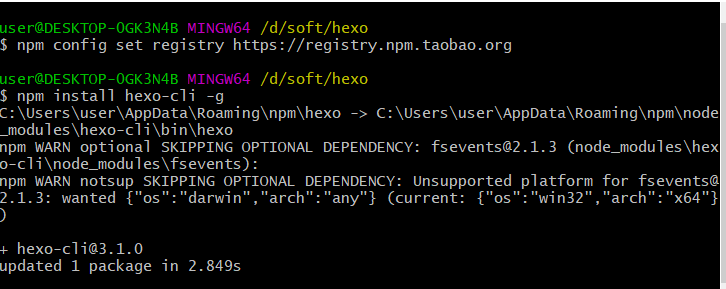 user@DESKTOP-OGK3N4B MINGW64 /d/soft/hexo
$ npm config set registry https://registry.npm.taobao.org
user@DESKTOP-OGK3N4B MINGW64 /d/soft/hexo
$ npm install hexo-cli -g
C:\Users\user\AppData\Roaming\npm\hexo -> C:\Users\user\AppData\Roaming\npm\node
_modules\hexo-cli\bin\hexo
npm WARN optional SKIPPING OPTIONAL DEPENDENCY: fsevents@2.1.3 (node_modules\hex
o-cli\node_modules\fsevents):
npm WARN notsup SKIPPING OPTIONAL DEPENDENCY: Unsupported platform for fsevents@
2.1.3: wanted {"os":"darwin","arch":"any"} (current: {"os":"win32","arch":"x64"}
)
+ hexo-cli@3.1.0
updated 1 package in 2.849s